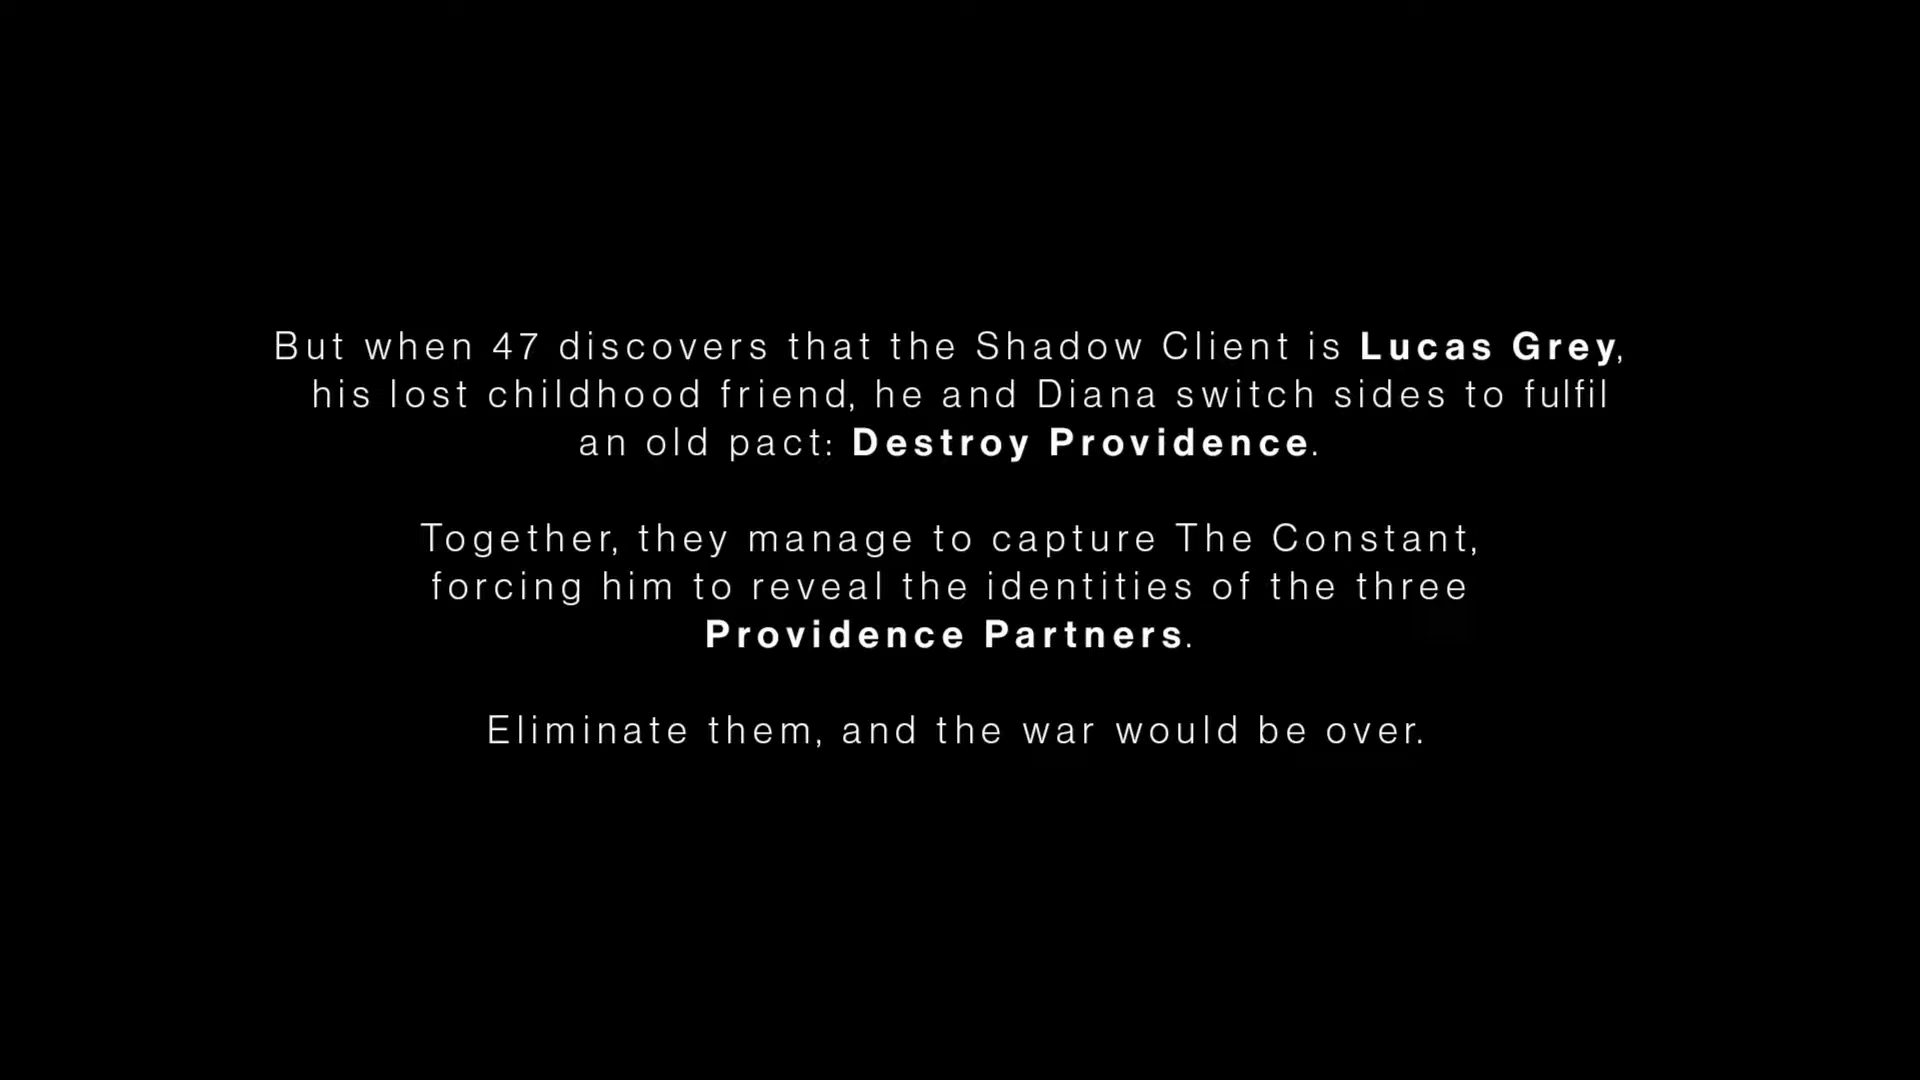 But when 47 discovers that the Shadow Client is Lucas Grey,
his lost childhood friend, he and Diana switch sides to fulfil
an old pact: Destroy Providence.
Together, they manage to capture The Constant,
forcing him to reveal the identities of the three
Providence Partners.
Eliminate them, and the war would be over.